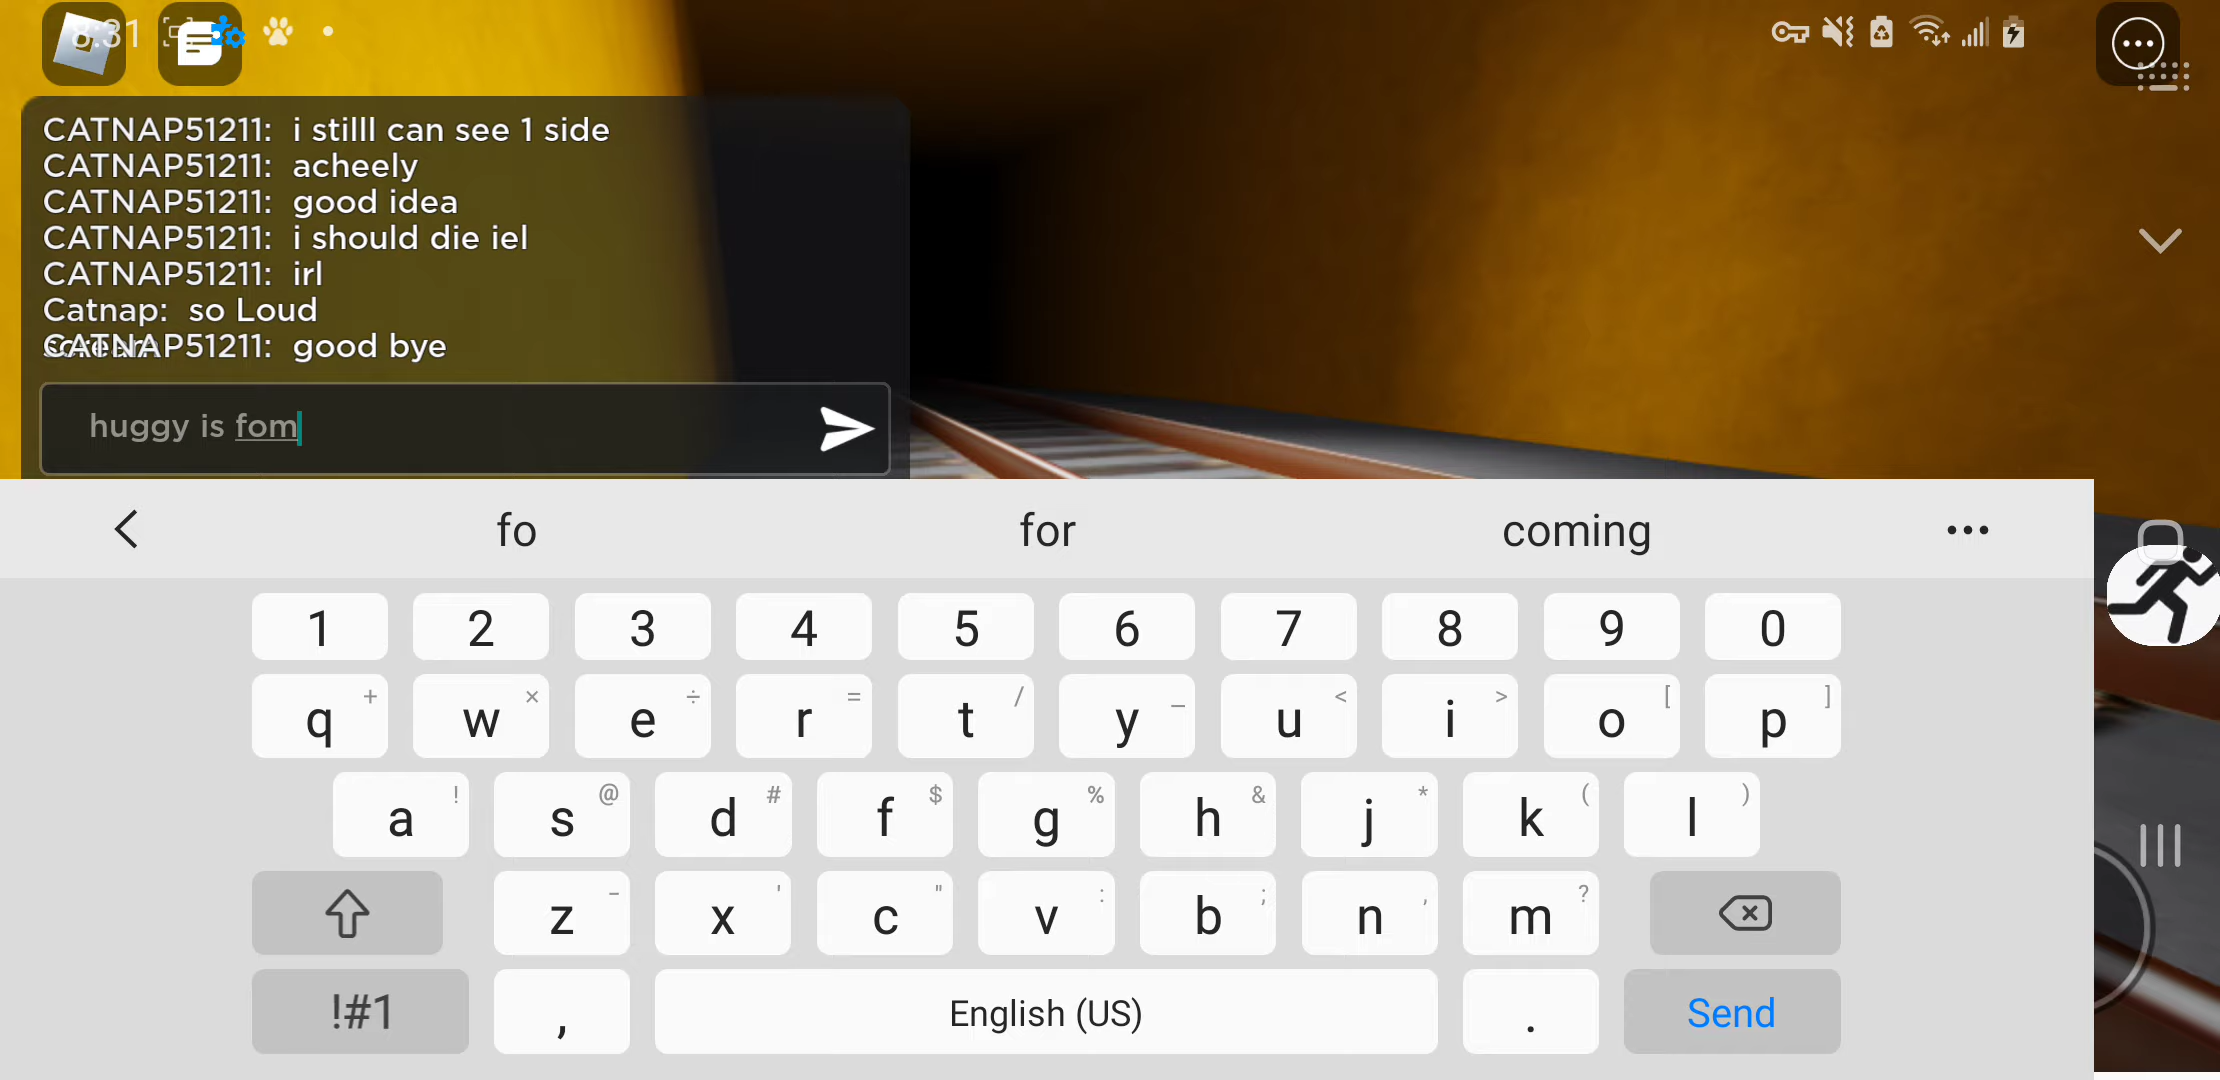 8:31
CATNAP51211: i stilll can see 1 side
CATNAP51211: acheely
CATNAP51211: good idea
CATNAP51211: i should die iel
CATNAP51211: irl
Catnap: so Loud
CATNAP51211: good bye
huggy is fom
fo for coming
1 2 3 4 5 6 7 8 9 0
q + w × e ÷ r = t / y _ u < i > o [ p ]
a ! s @ d # f $ g % h & j * k ( l )
z - x ' c " v : b ; n , m ?
!#1 , English (US) . Send